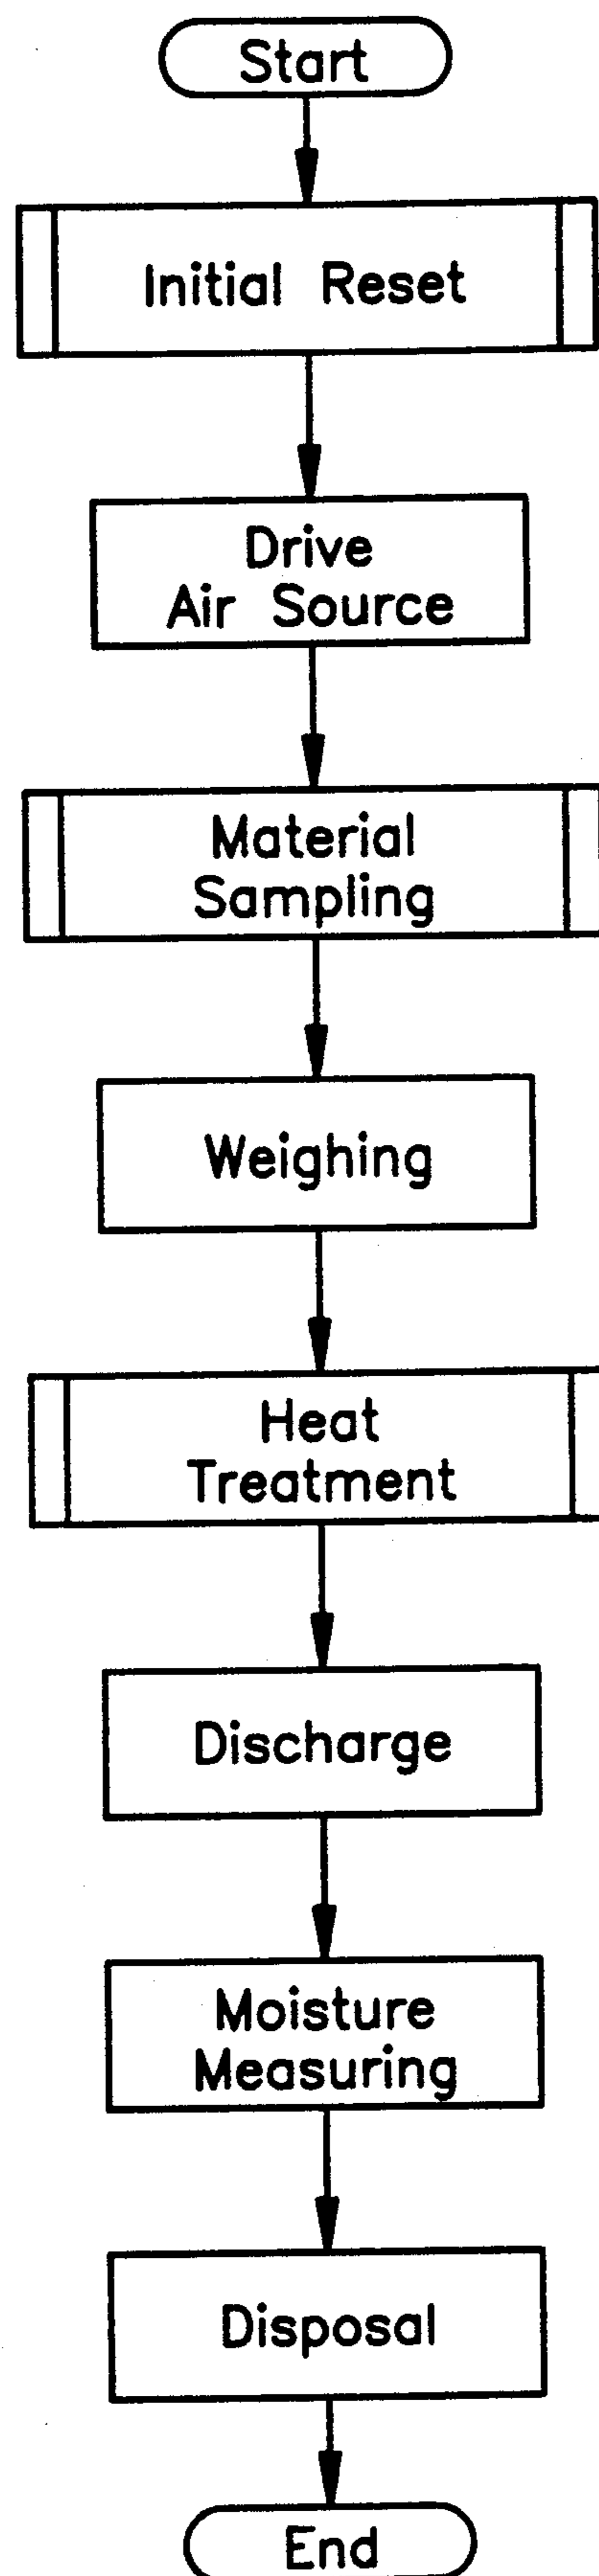 Start
Initial Reset
Drive
Air Source
Material
Sampling
Weighing
Heat
Treatment
Discharge
Moisture
Measuring
Disposal
End